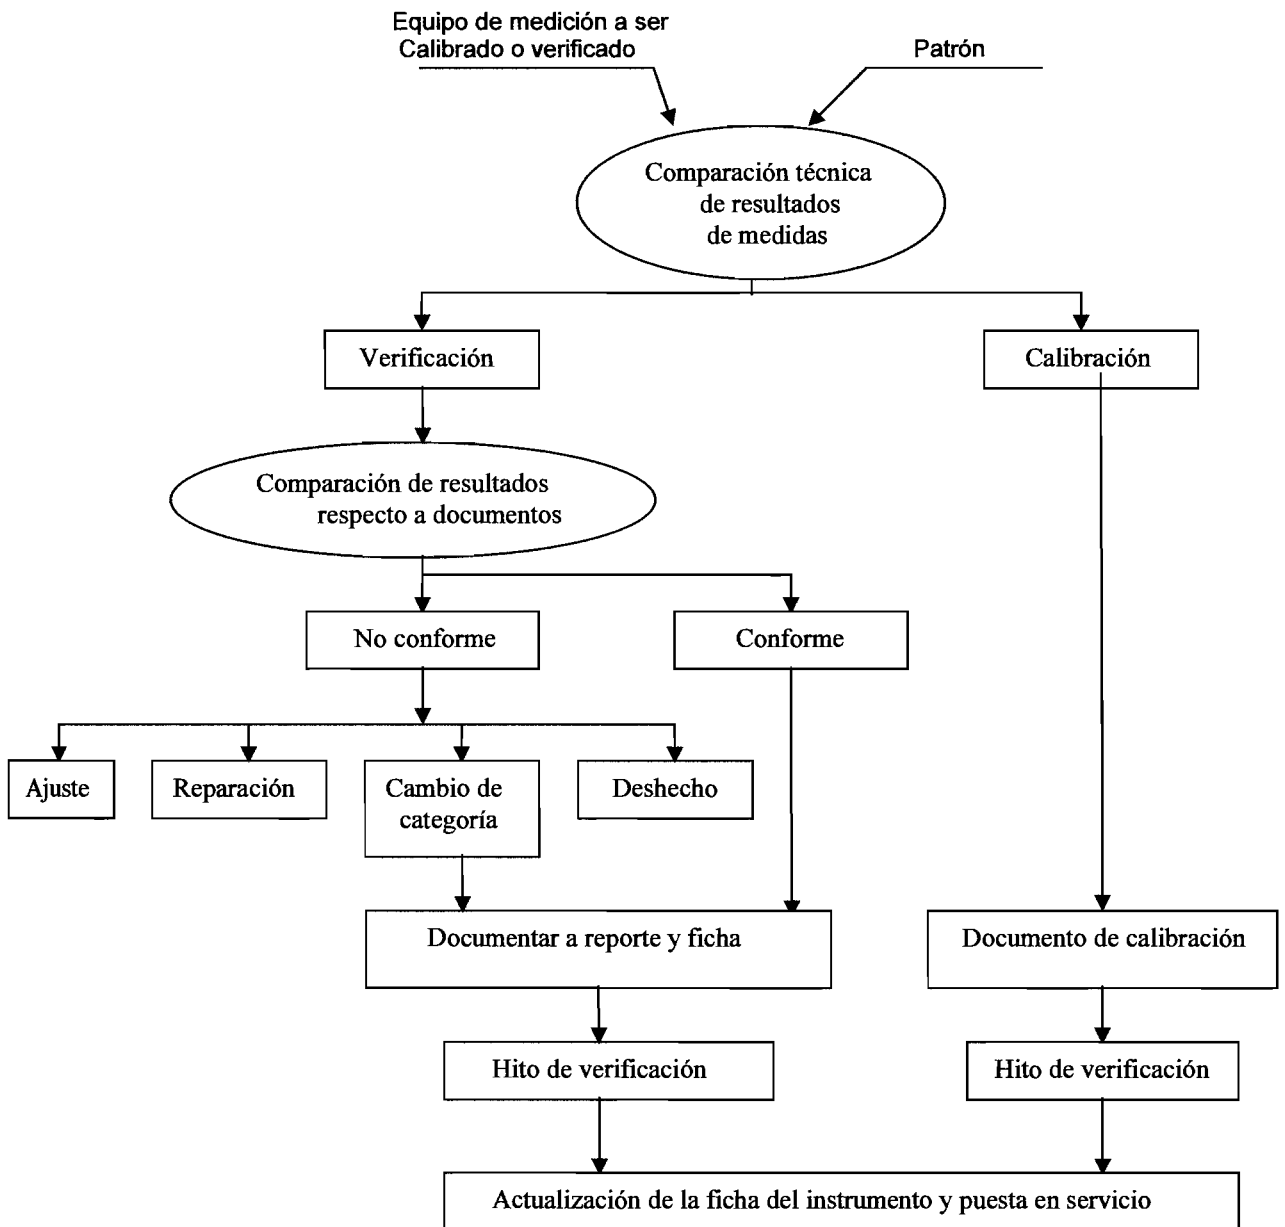 Equipo de medición a ser
Calibrado o verificado
Patrón
Comparación técnica
de resultados
de medidas
Verificación
Calibración
Comparación de resultados
respecto a documentos
No conforme
Conforme
Ajuste
Reparación
Cambio de
categoría
Deshecho
Documentar a reporte y ficha
Documento de calibración
Hito de verificación
Hito de verificación
Actualización de la ficha del instrumento y puesta en servicio